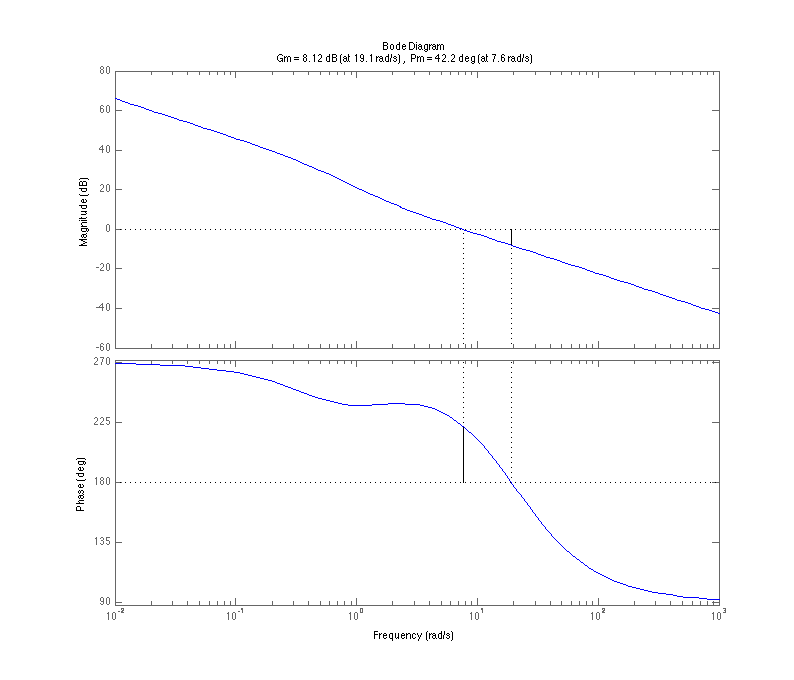 Bode Diagram
Gm = 8.12 dB (at 19.1 rad/s) ,  Pm = 42.2 deg (at 7.6 rad/s)
80
60
40
20
0
-20
-40
-60
Magnitude (dB)
270
225
180
135
90
Phase (deg)
10^-2 10^-1 10^0 10^1 10^2 10^3
Frequency (rad/s)